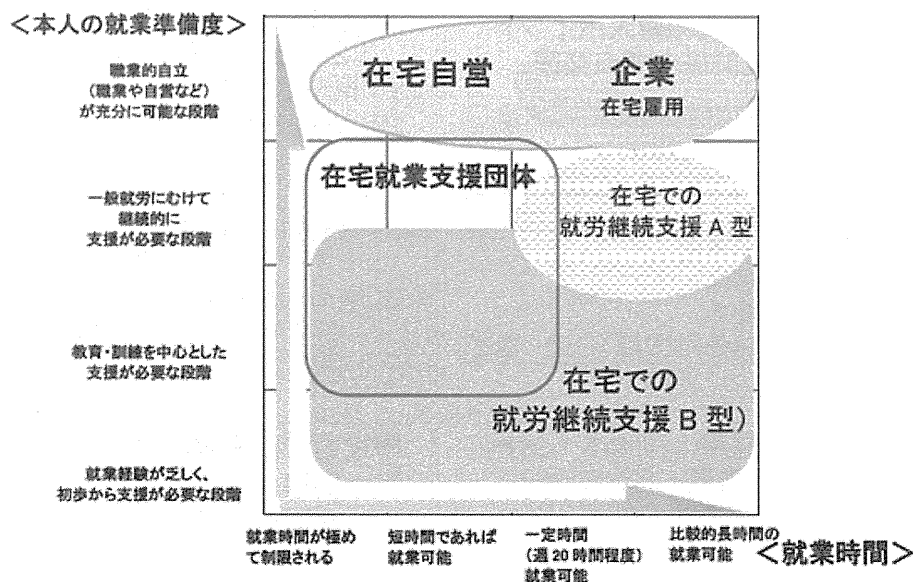 ＜本人の就業準備度＞
職業的自立
（職業や自営など）
が充分に可能な段階
一般就労にむけて
継続的に
支援が必要な段階
教育・訓練を中心とした
支援が必要な段階
就業経験が乏しく、
初歩から支援が必要な段階
在宅自営
企業
在宅雇用
在宅就業支援団体
在宅での
就労継続支援Ａ型
在宅での
就労継続支援Ｂ型）
就業時間が極め
て制限される
短時間であれば
就業可能
一定時間
（週20時間程度）
就業可能
比較的長時間の
就業可能
＜就業時間＞